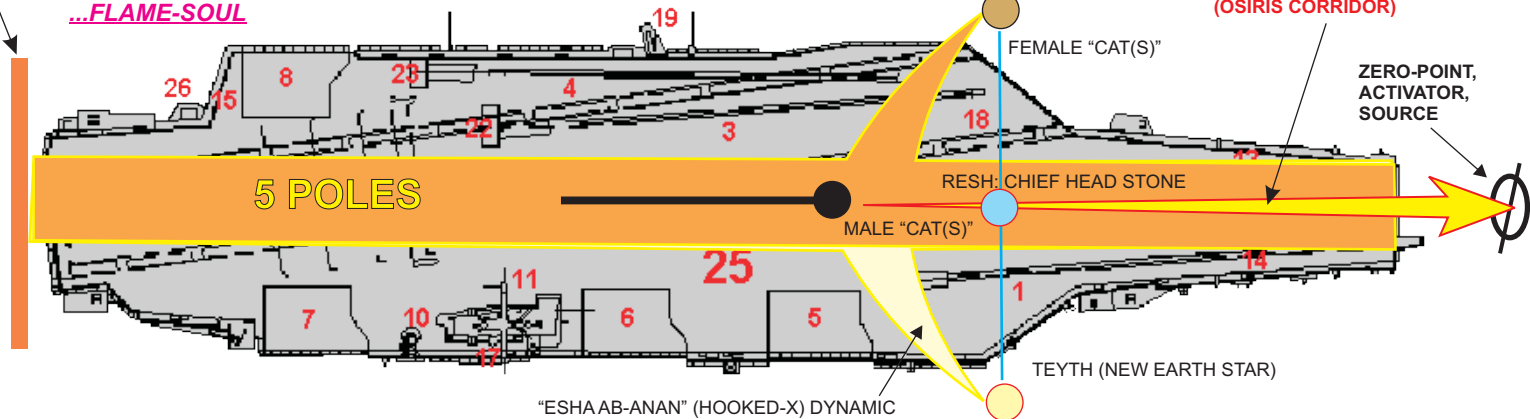 ...FLAME-SOUL
(OSIRIS CORRIDOR)
19
FEMALE “CAT(S)”
ZERO-POINT,
ACTIVATOR,
SOURCE
8
23
4
26
15
22
3
18
5 POLES
RESH: CHIEF HEAD STONE
MALE “CAT(S)”
25
14
11
1
7
10
6
5
17
TEYTH (NEW EARTH STAR)
“ESHA AB-ANAN” (HOOKED-X) DYNAMIC